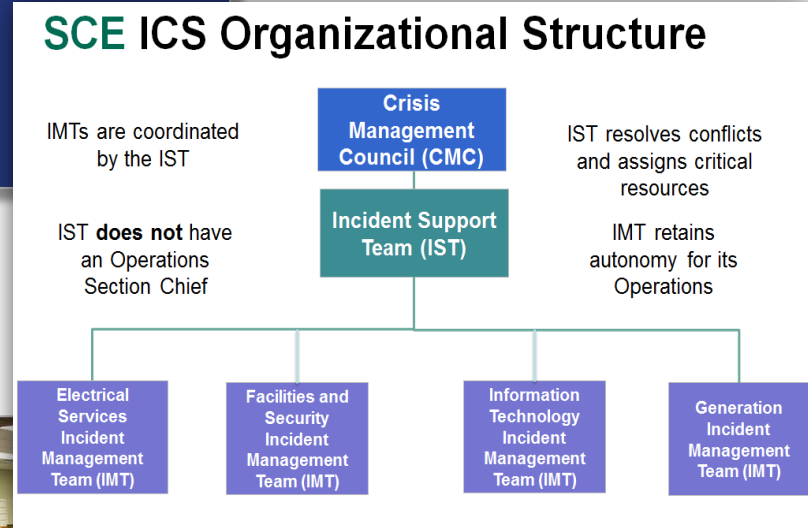 SCE ICS Organizational Structure
IMTs are coordinated
by the IST
Crisis
Management
Council (CMC)
IST resolves conflicts
and assigns critical
resources
IST does not have
an Operations
Section Chief
Incident Support
Team (IST)
IMT retains
autonomy for its
Operations
Electrical
Services
Incident
Management
Team (IMT)
Facilities and
Security
Incident
Management
Team (IMT)
Information
Technology
Incident
Management
Team (IMT)
Generation
Incident
Management
Team (IMT)